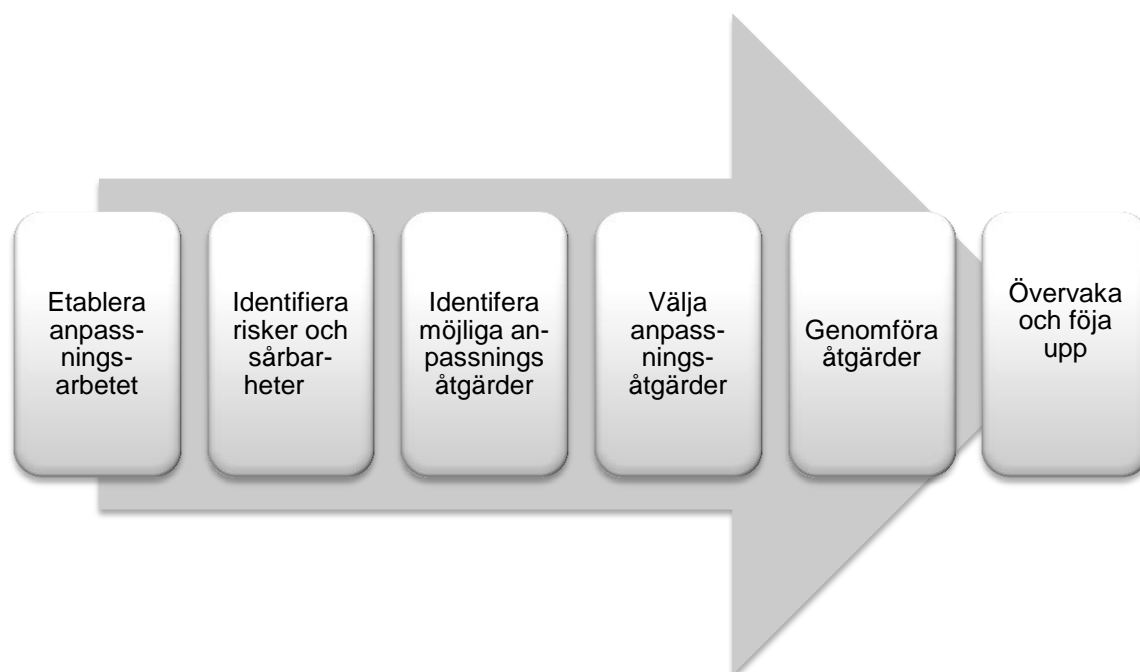 Etablera
anpass-
nings-
arbetet
Identifiera
risker och
sårbar-
heter
Identifera
möjliga an-
passnings
åtgärder
Välja
anpass-
nings-
åtgärder
Genomföra
åtgärder
Övervaka
och föja
upp